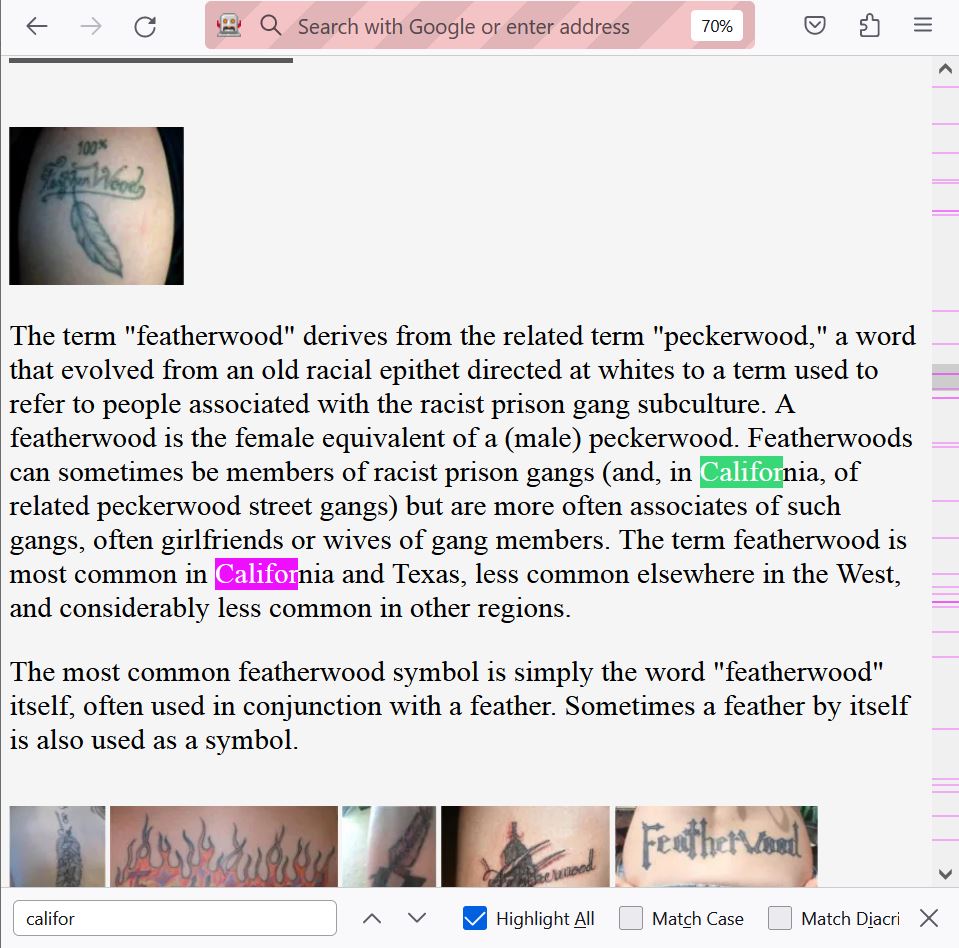 Search with Google or enter address
70%
100%
FeatherWood
The term "featherwood" derives from the related term "peckerwood," a word
that evolved from an old racial epithet directed at whites to a term used to
refer to people associated with the racist prison gang subculture. A
featherwood is the female equivalent of a (male) peckerwood. Featherwoods
can sometimes be members of racist prison gangs (and, in California, of
related peckerwood street gangs) but are more often associates of such
gangs, often girlfriends or wives of gang members. The term featherwood is
most common in California and Texas, less common elsewhere in the West,
and considerably less common in other regions.
The most common featherwood symbol is simply the word "featherwood"
itself, often used in conjunction with a feather. Sometimes a feather by itself
is also used as a symbol.
Featherwood
califor
Highlight All
Match Case
Match Diacri